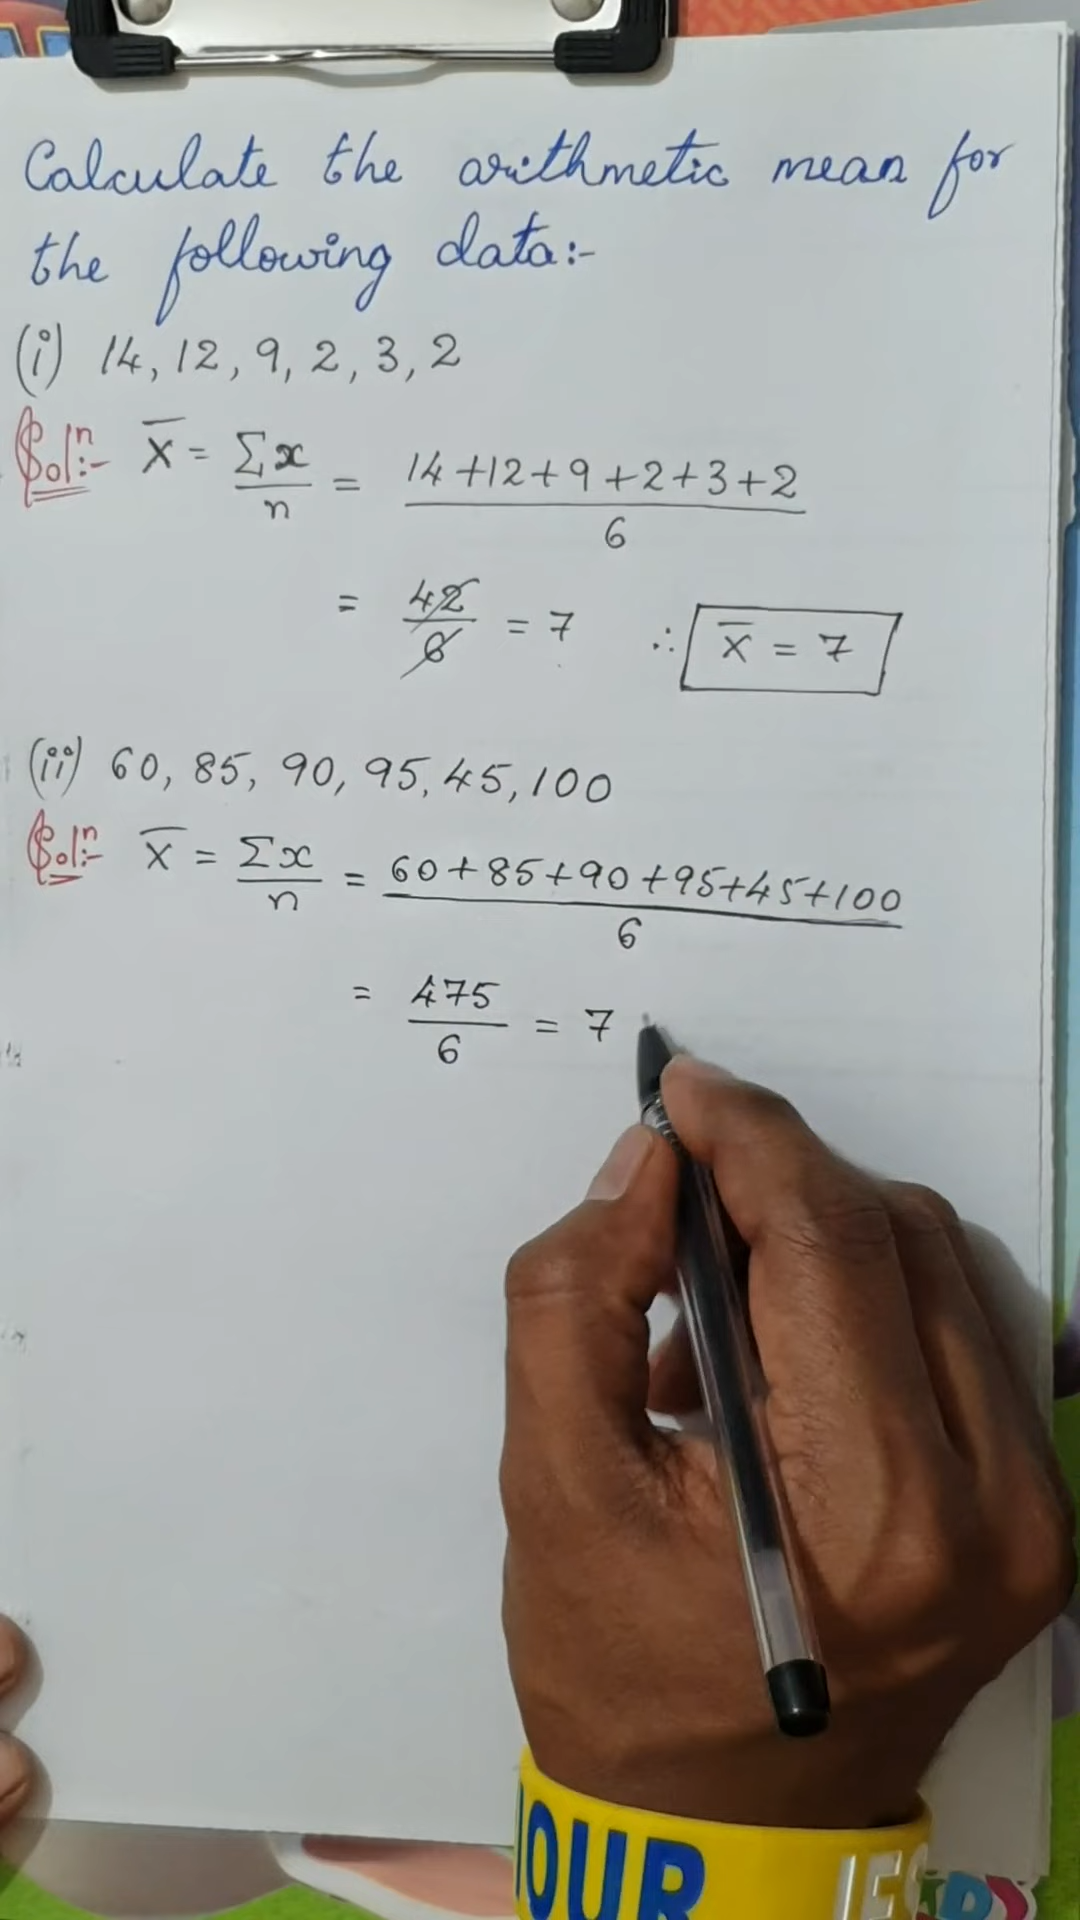 Calculate the arithmetic mean for
the following data:-
(i) 14, 12, 9, 2, 3, 2
Solⁿ:- X̄ = Σx/n = (14+12+9+2+3+2)/6
= 42/6 = 7 ∴ X̄ = 7
(ii) 60, 85, 90, 95, 45, 100
Solⁿ:- X̄ = Σx/n = (60+85+90+95+45+100)/6
= 475/6 = 7
OUR